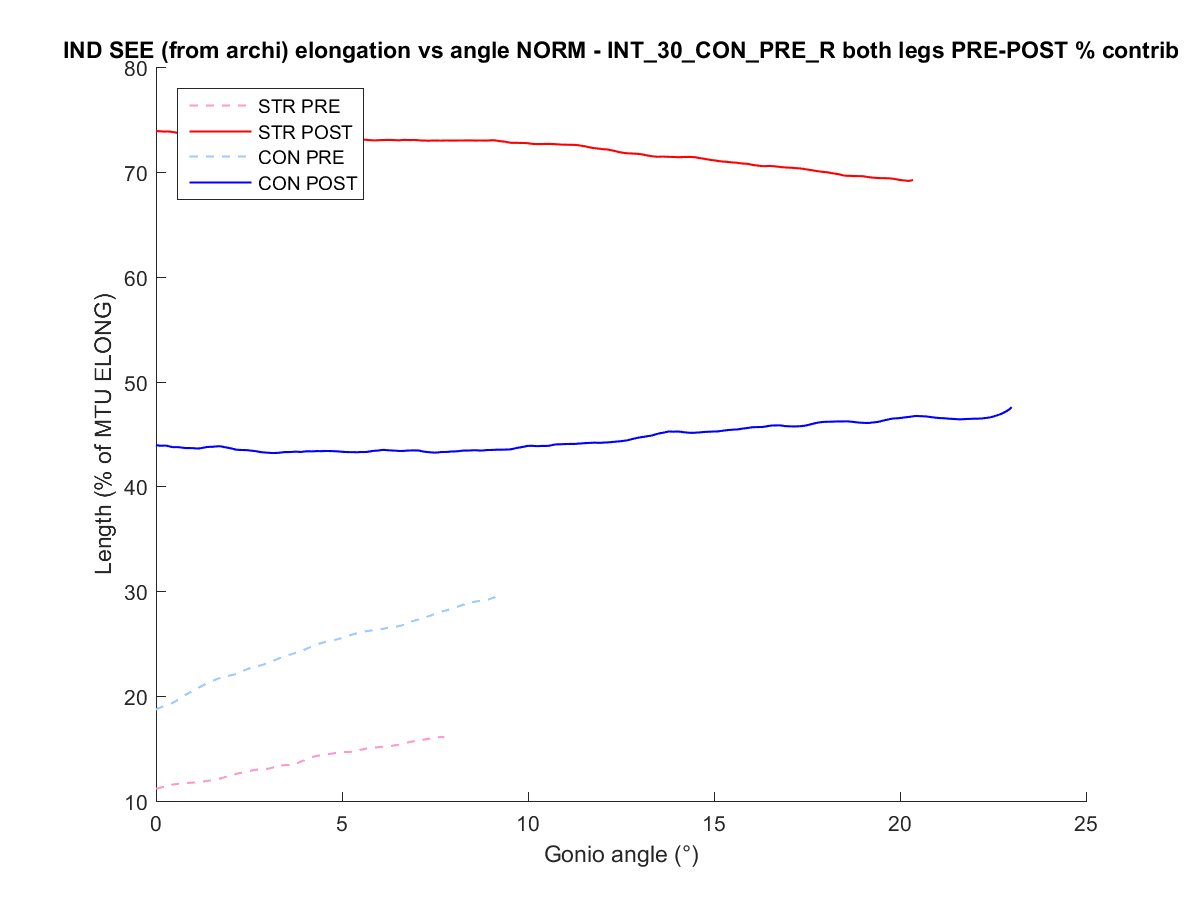 IND SEE (from archi) elongation vs angle NORM - INT_30_CON_PRE_R both legs PRE-POST % contrib
80
70
60
50
40
30
20
10
Length (% of MTU ELONG)
STR PRE
STR POST
CON PRE
CON POST
0 5 10 15 20 25
Gonio angle (°)